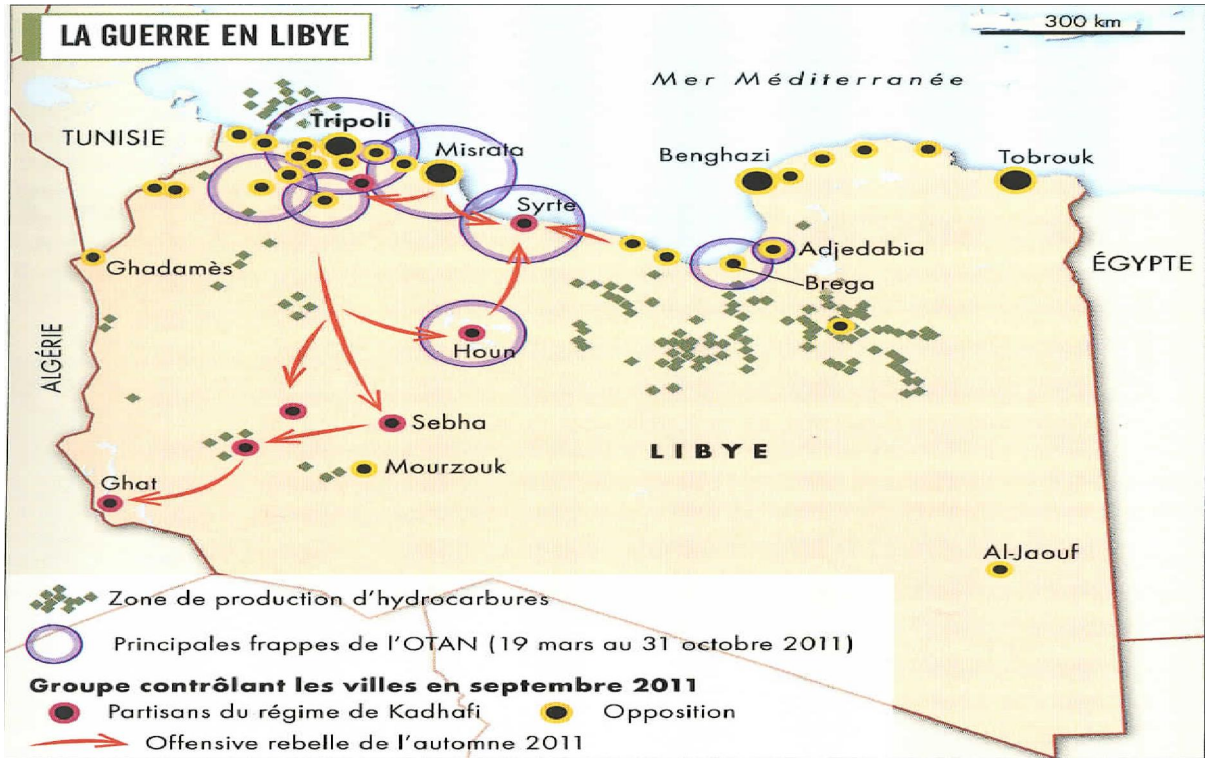 LA GUERRE EN LIBYE
300 km
Mer Méditerranée
TUNISIE
Tripoli
Misrata
Benghazi
Tobrouk
Syrte
Ghadamès
Adjedabia
Brega
ÉGYPTE
ALGÉRIE
Houn
Sebha
LIBYE
Mourzouk
Ghat
Al-Jaouf
Zone de production d'hydrocarbures
Principales frappes de l'OTAN (19 mars au 31 octobre 2011)
Groupe contrôlant les villes en septembre 2011
Partisans du régime de Kadhafi
Opposition
Offensive rebelle de l'automne 2011